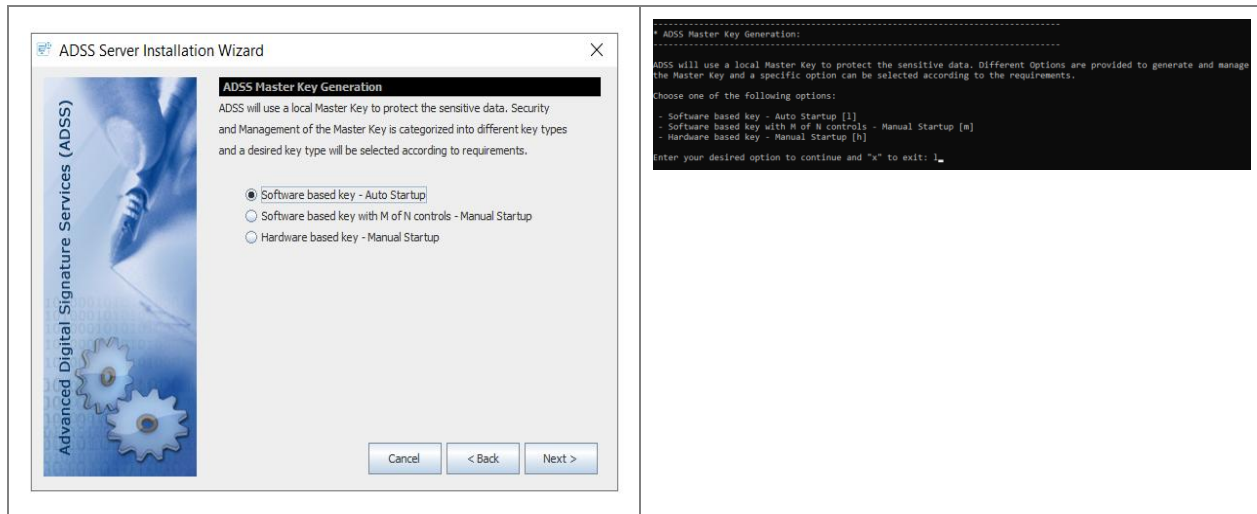 ADSS Server Installation Wizard
Advanced Digital Signature Services (ADSS)
ADSS Master Key Generation
ADSS will use a local Master Key to protect the sensitive data. Security
and Management of the Master Key is categorized into different key types
and a desired key type will be selected according to requirements.
Software based key - Auto Startup
Software based key with M of N controls - Manual Startup
Hardware based key - Manual Startup
Cancel
< Back
Next >
--------------------------------------------------------------------------------
* ADSS Master Key Generation:
--------------------------------------------------------------------------------
ADSS will use a local Master Key to protect the sensitive data. Different Options are provided to generate and manage
the Master Key and a specific option can be selected according to the requirements.
Choose one of the following options:
- Software based key - Auto Startup [l]
- Software based key with M of N controls - Manual Startup [m]
- Hardware based key - Manual Startup [h]
Enter your desired option to continue and "x" to exit: l_